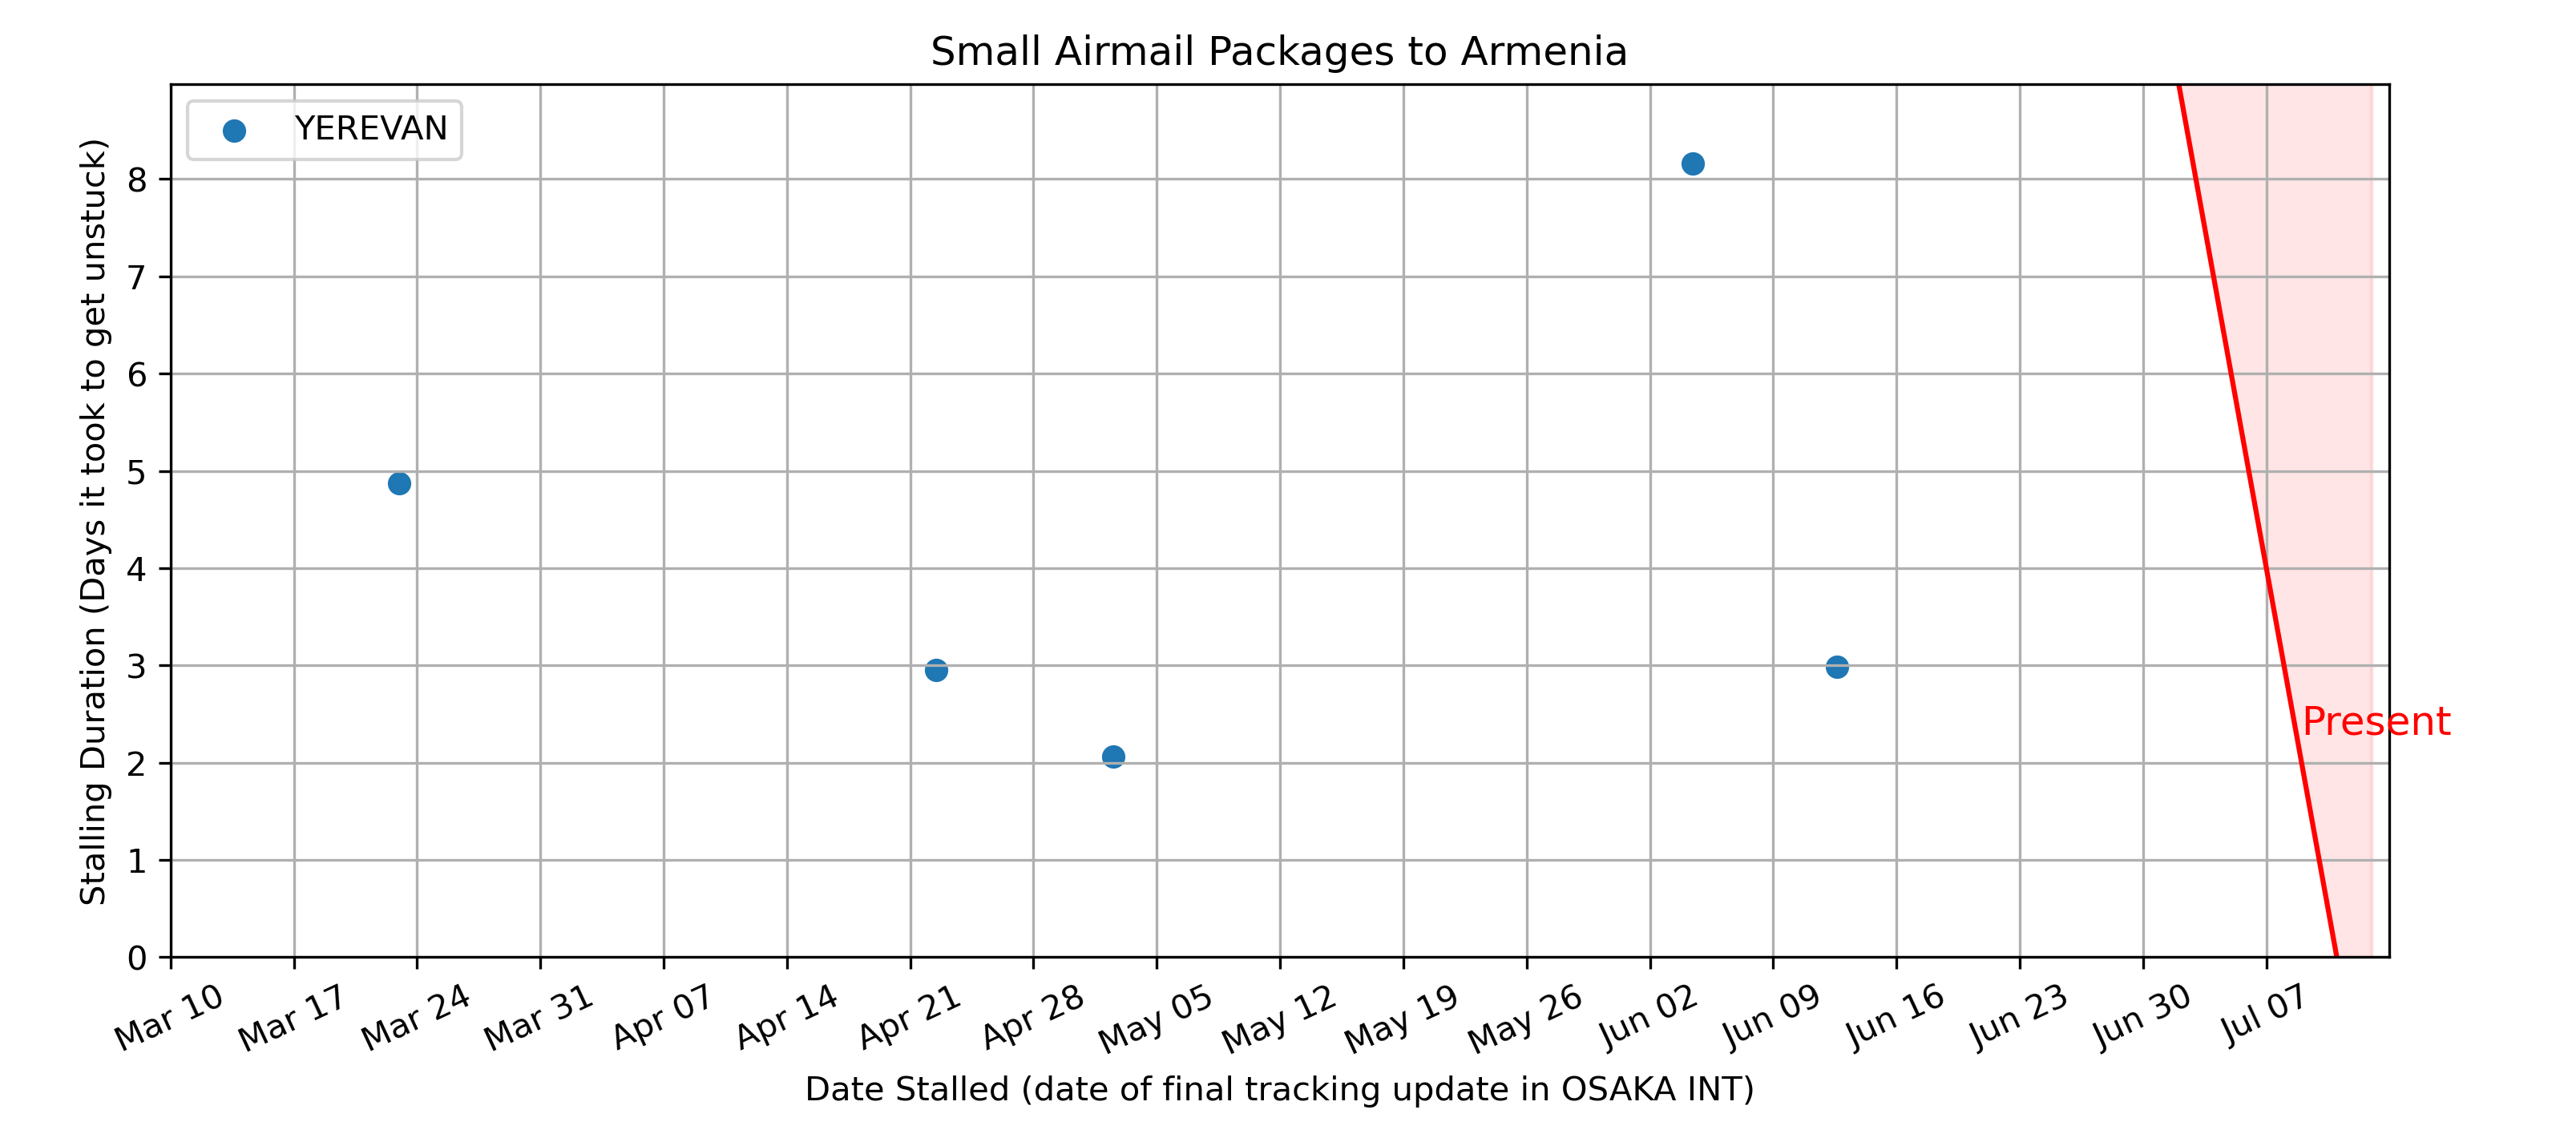 Small Airmail Packages to Armenia
YEREVAN
Stalling Duration (Days it took to get unstuck)
8
7
6
5
4
3
2
1
0
Present
Mar 10
Mar 17
Mar 24
Mar 31
Apr 07
Apr 14
Apr 21
Apr 28
May 05
May 12
May 19
May 26
Jun 02
Jun 09
Jun 16
Jun 23
Jun 30
Jul 07
Date Stalled (date of final tracking update in OSAKA INT)